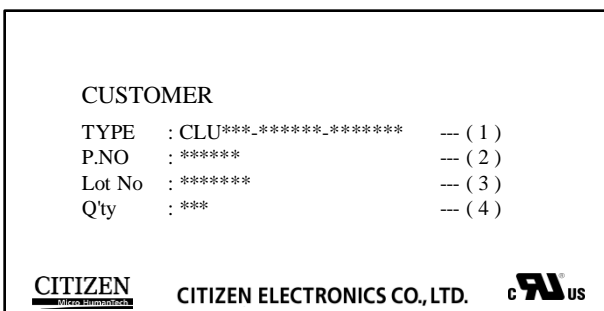 CUSTOMER
TYPE : CLU***-******-******* --- ( 1 )
P.NO : ****** --- ( 2 )
Lot No : ******* --- ( 3 )
Q'ty : *** --- ( 4 )
CITIZEN
Micro HumanTech
CITIZEN ELECTRONICS CO., LTD.
c RU ® us